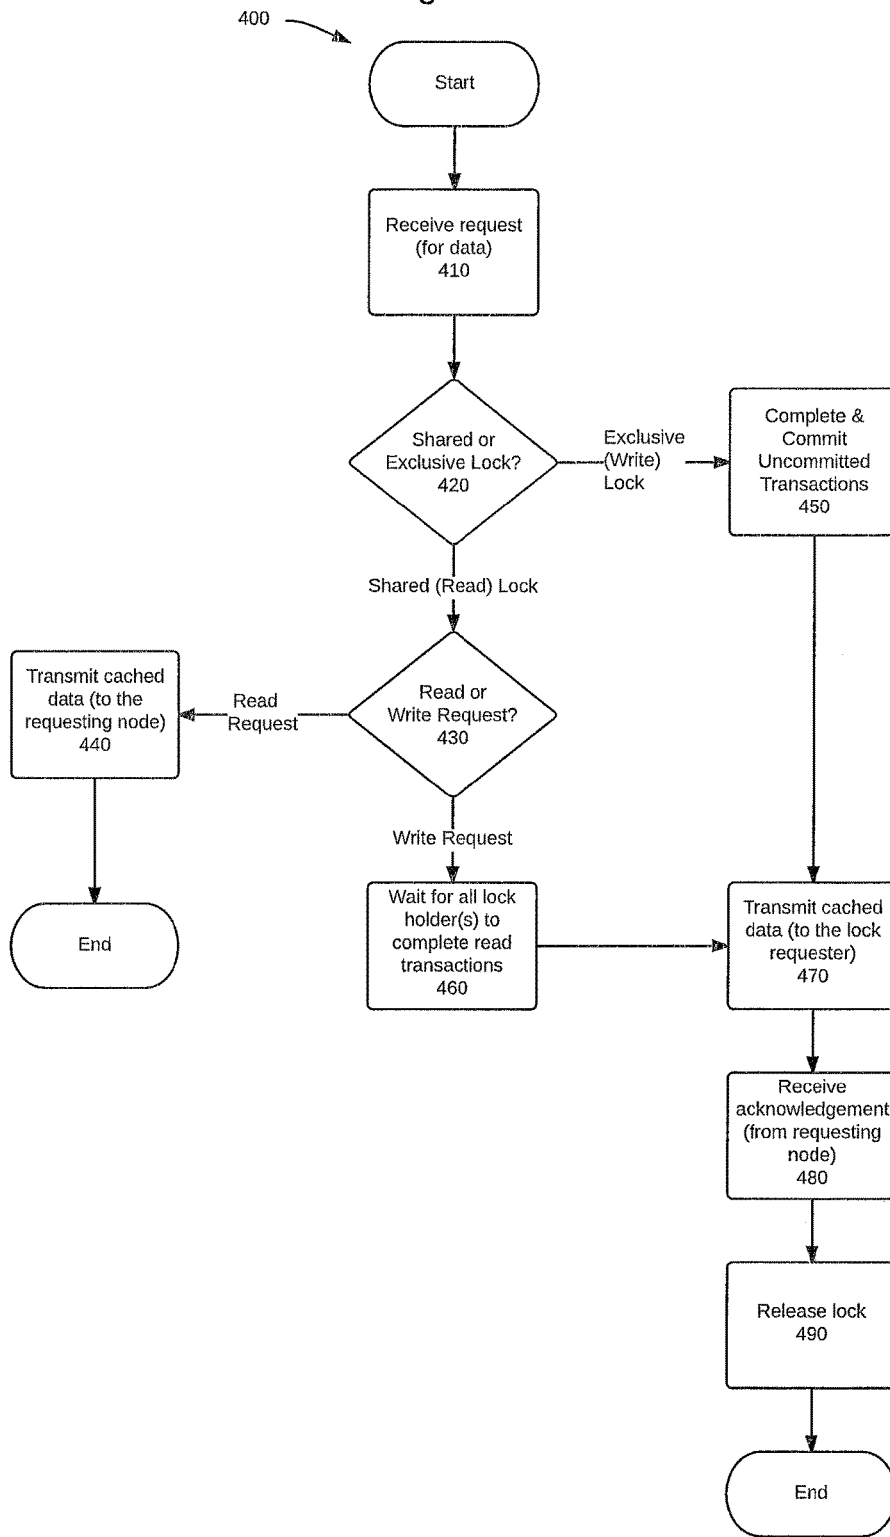 400
Start
Receive request
(for data)
410
Shared or
Exclusive Lock?
420
Exclusive
(Write)
Lock
Complete &
Commit
Uncommitted
Transactions
450
Shared (Read) Lock
Transmit cached
data (to the
requesting node)
440
Read
Request
Read or
Write Request?
430
Write Request
Wait for all lock
holder(s) to
complete read
transactions
460
Transmit cached
data (to the lock
requester)
470
End
Receive
acknowledgement
(from requesting
node)
480
Release lock
490
End